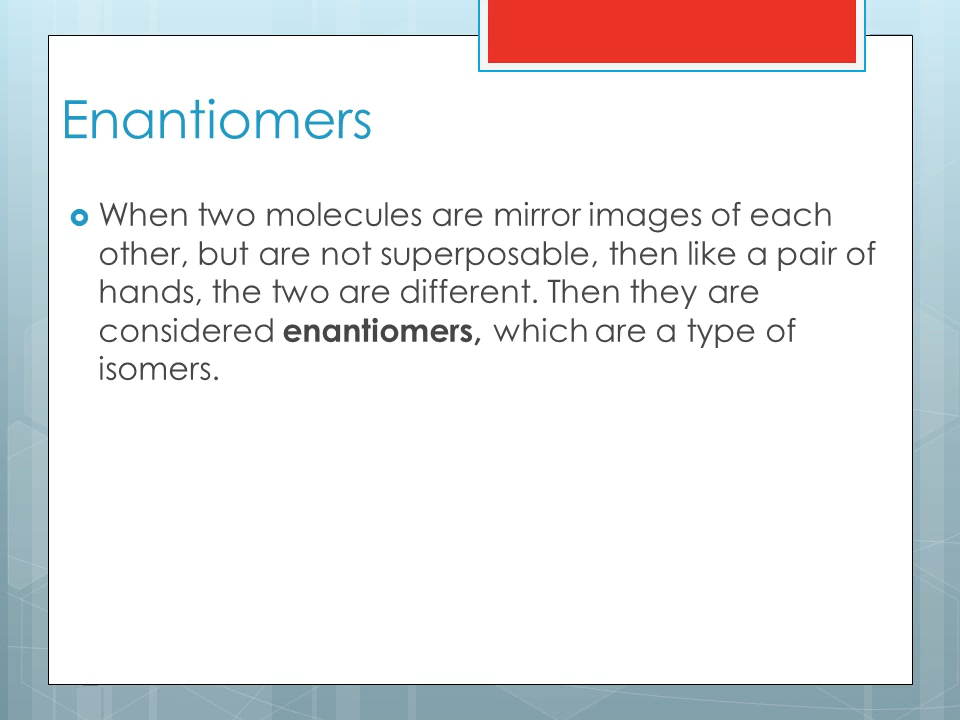 Enantiomers
When two molecules are mirror images of each
other, but are not superposable, then like a pair of
hands, the two are different. Then they are
considered enantiomers, which are a type of
isomers.